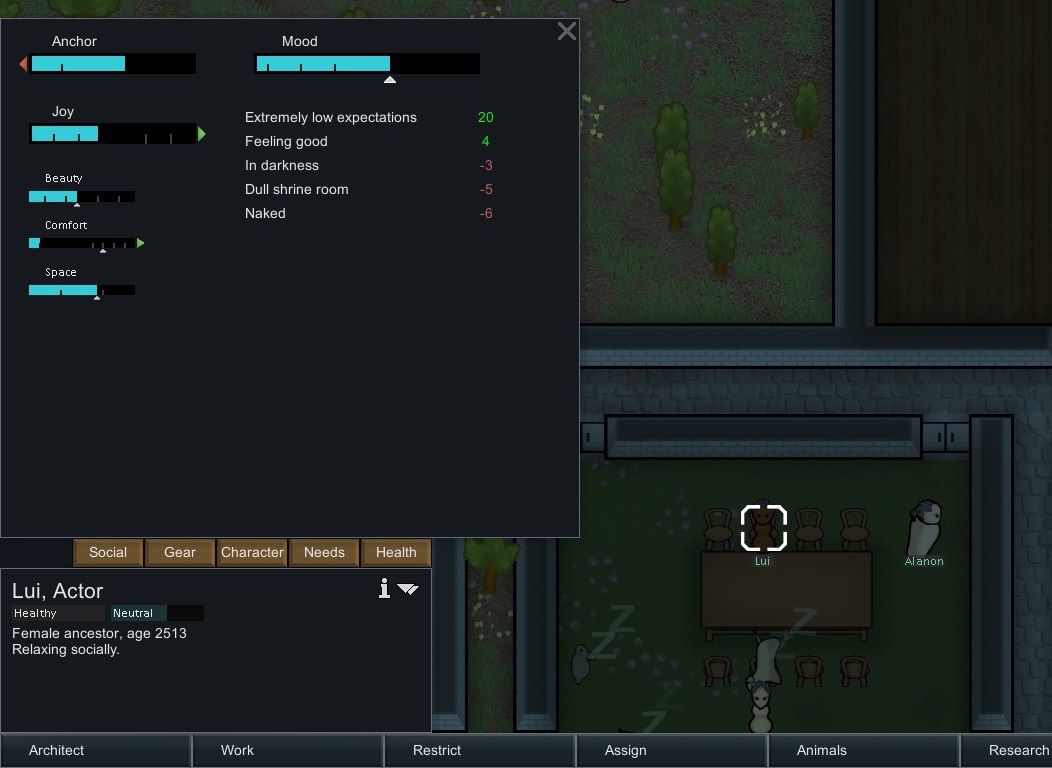 Anchor
Mood
Joy
Extremely low expectations 20
Feeling good 4
In darkness -3
Dull shrine room -5
Naked -6
Beauty
Comfort
Space
Social Gear Character Needs Health
Lui, Actor
Healthy Neutral
Female ancestor, age 2513
Relaxing socially.
Lui
Alanon
Z
Z
Z
Z
Z
Architect Work Restrict Assign Animals Research